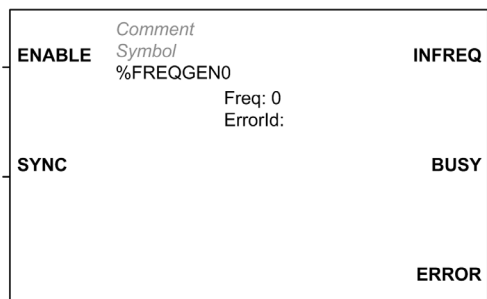 Comment
ENABLE Symbol INFREQ
%FREQGEN0
Freq: 0
ErrorId:
SYNC BUSY
ERROR